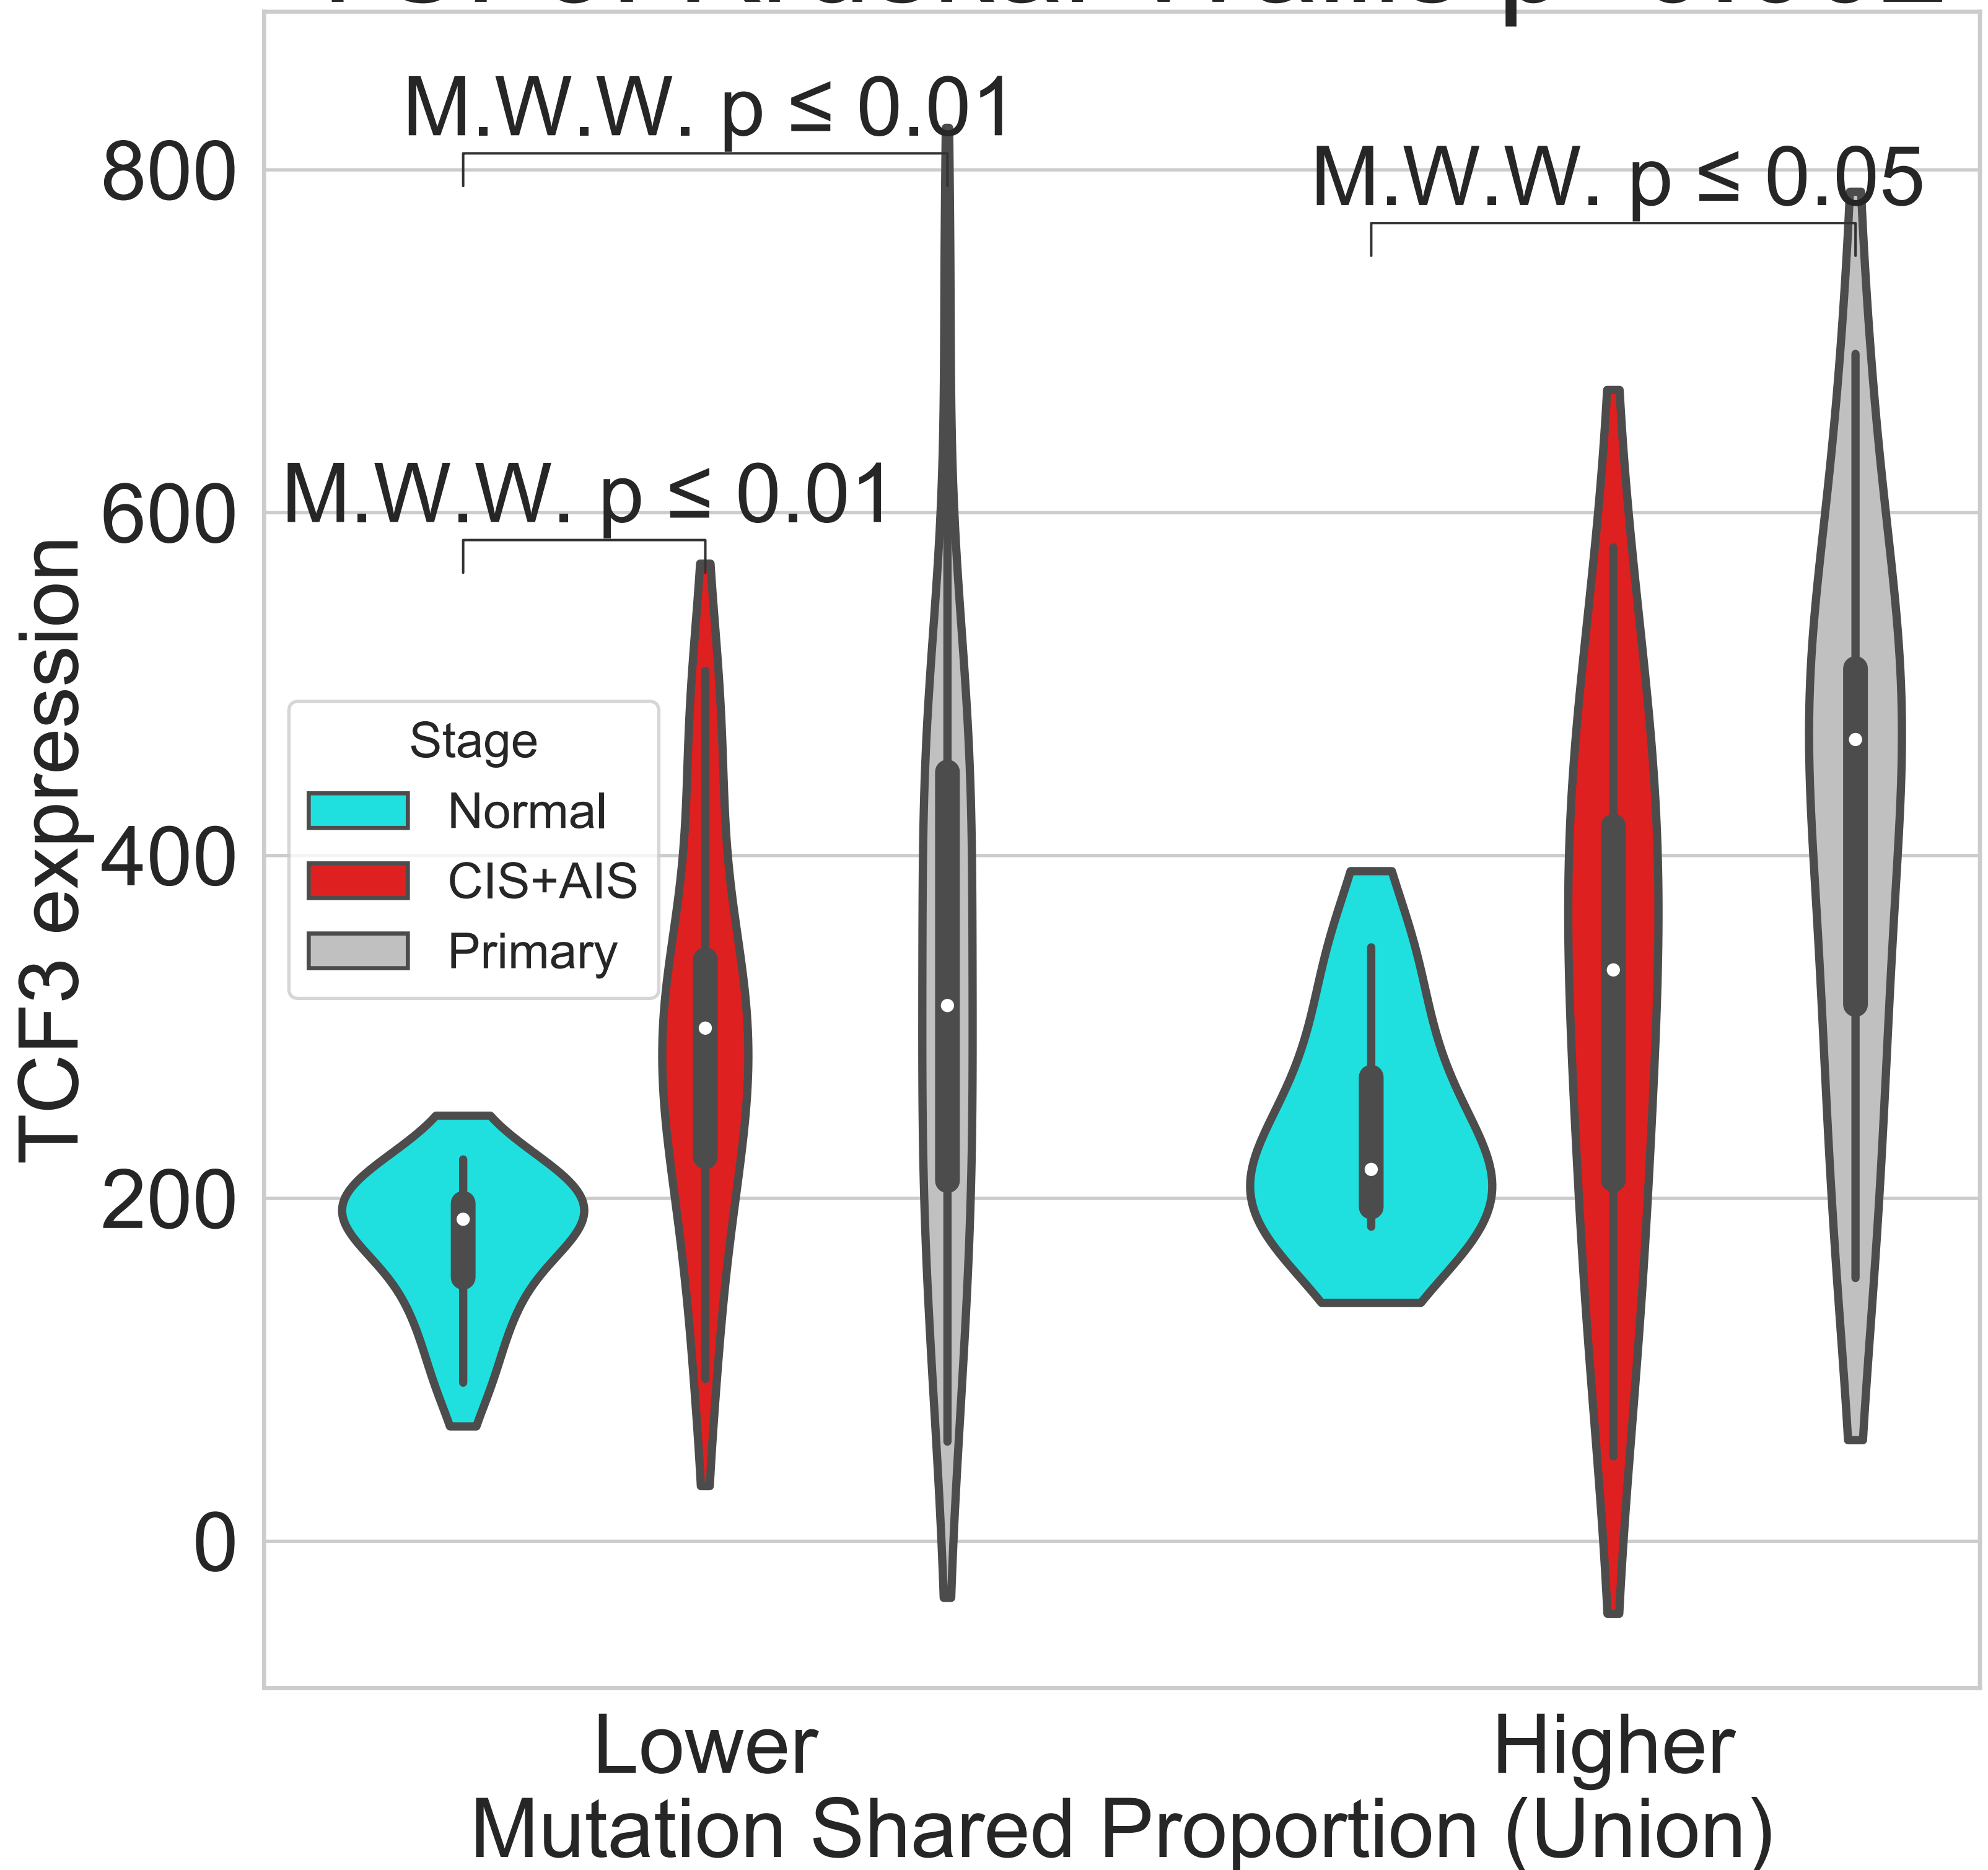 M.W.W. p ≤ 0.01
800
M.W.W. p ≤ 0.05
M.W.W. p ≤ 0.01
600
TCF3 expression
Stage
Normal
400
CIS+AIS
Primary
200
0
Lower
Higher
Mutation Shared Proportion (Union)